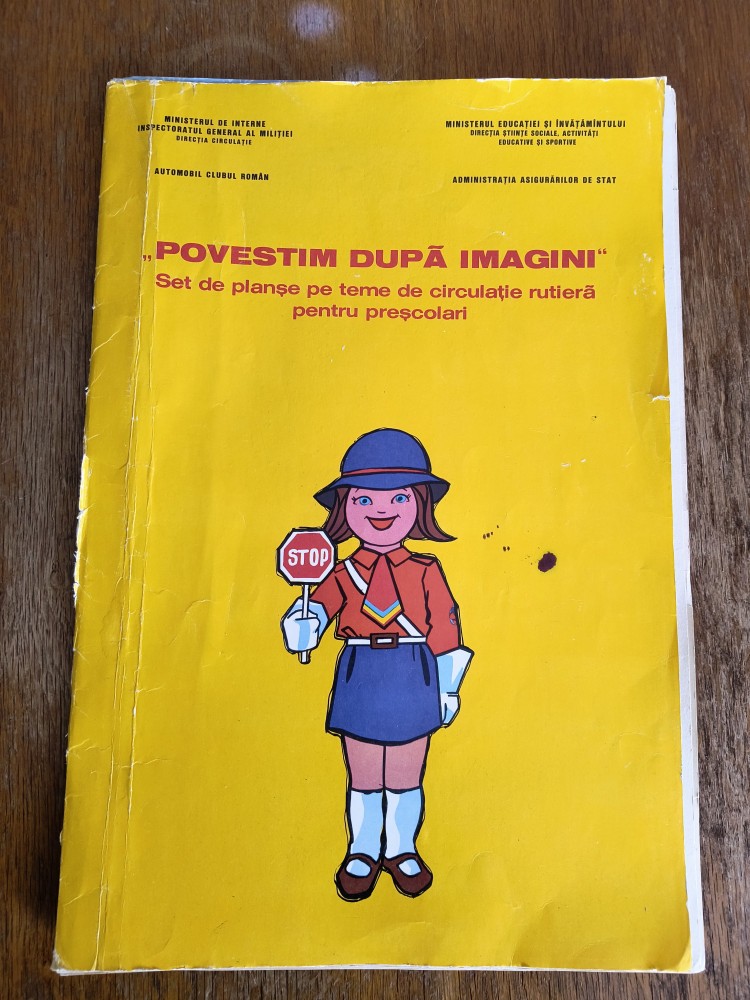 MINISTERUL DE INTERNE
INSPECTORATUL GENERAL AL MILIȚIEI
DIRECȚIA CIRCULAȚIE
AUTOMOBIL CLUBUL ROMÂN
MINISTERUL EDUCAȚIEI ȘI ÎNVĂȚĂMÎNTULUI
DIRECȚIA ȘTIINȚE SOCIALE, ACTIVITĂȚI
EDUCATIVE ȘI SPORTIVE
ADMINISTRAȚIA ASIGURĂRILOR DE STAT
„POVESTIM DUPĂ IMAGINI“
Set de planșe pe teme de circulație rutieră
pentru preșcolari
STOP